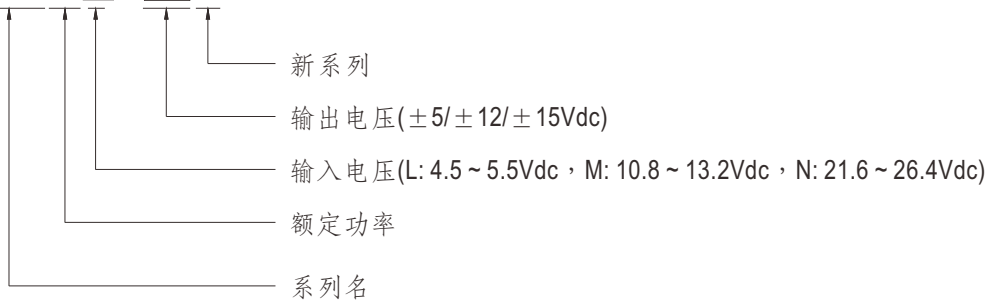 新系列
输出电压(±5/±12/±15Vdc)
输入电压(L: 4.5 ~ 5.5Vdc，M: 10.8 ~ 13.2Vdc，N: 21.6 ~ 26.4Vdc)
额定功率
系列名